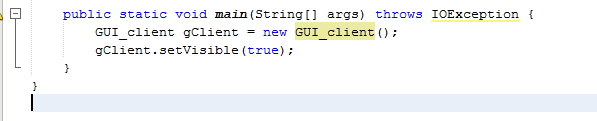 public static void main(String[] args) throws IOException {
GUI_client gClient = new GUI_client();
gClient.setVisible(true);
}
}